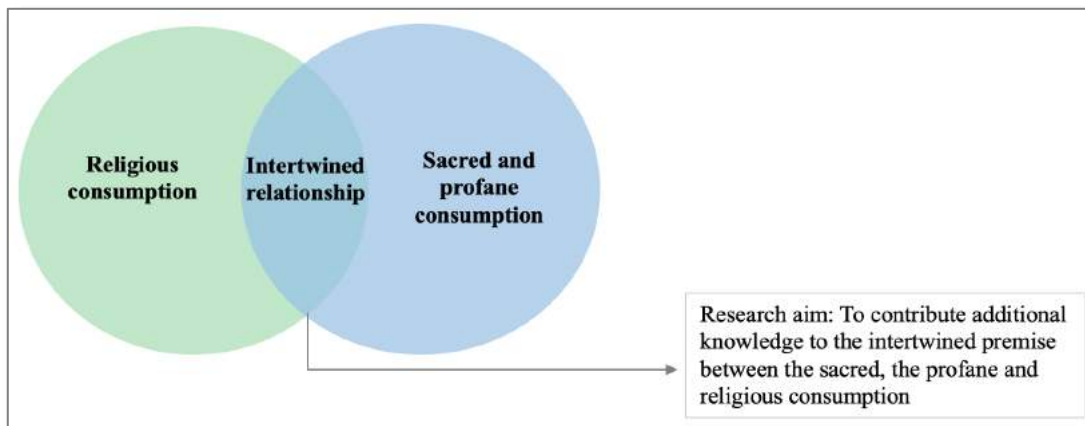 Religious
consumption
Intertwined
relationship
Sacred and
profane
consumption
Research aim: To contribute additional
knowledge to the intertwined premise
between the sacred, the profane and
religious consumption